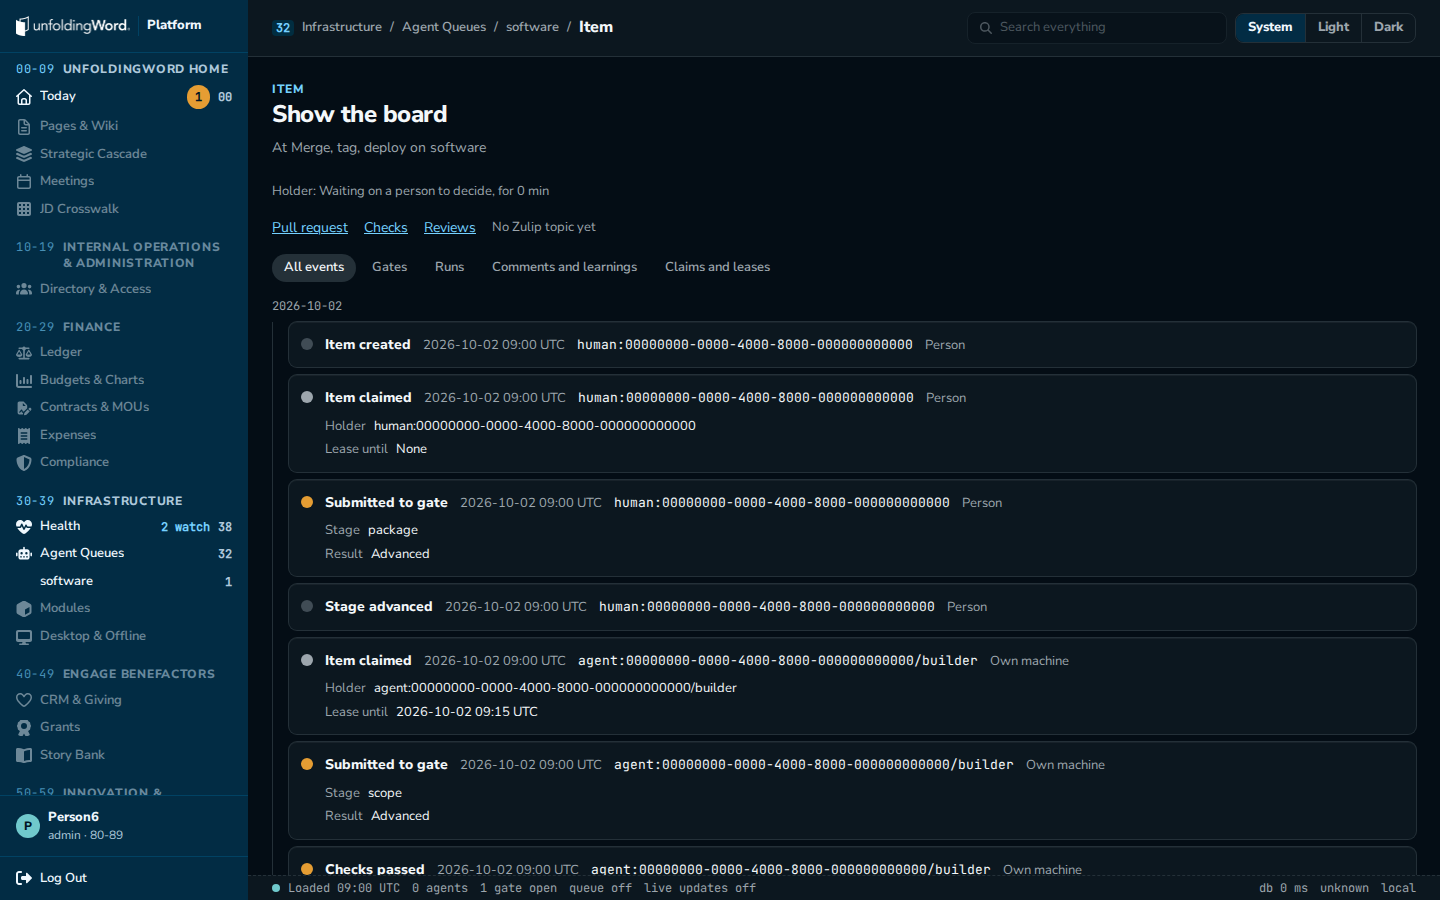 unfoldingWord® Platform
00-09 UNFOLDINGWORD HOME
Today 1 00
Pages & Wiki
Strategic Cascade
Meetings
JD Crosswalk
10-19 INTERNAL OPERATIONS
& ADMINISTRATION
Directory & Access
20-29 FINANCE
Ledger
Budgets & Charts
Contracts & MOUs
Expenses
Compliance
30-39 INFRASTRUCTURE
Health 2 watch 38
Agent Queues 32
software 1
Modules
Desktop & Offline
40-49 ENGAGE BENEFACTORS
CRM & Giving
Grants
Story Bank
50-59 INNOVATION &
P Person6
admin · 80-89
Log Out
32 Infrastructure / Agent Queues / software / Item
Search everything
System Light Dark
ITEM
Show the board
At Merge, tag, deploy on software
Holder: Waiting on a person to decide, for 0 min
Pull request Checks Reviews No Zulip topic yet
All events Gates Runs Comments and learnings Claims and leases
2026-10-02
Item created 2026-10-02 09:00 UTC human:00000000-0000-4000-8000-000000000000 Person
Item claimed 2026-10-02 09:00 UTC human:00000000-0000-4000-8000-000000000000 Person
Holder human:00000000-0000-4000-8000-000000000000
Lease until None
Submitted to gate 2026-10-02 09:00 UTC human:00000000-0000-4000-8000-000000000000 Person
Stage package
Result Advanced
Stage advanced 2026-10-02 09:00 UTC human:00000000-0000-4000-8000-000000000000 Person
Item claimed 2026-10-02 09:00 UTC agent:00000000-0000-4000-8000-000000000000/builder Own machine
Holder agent:00000000-0000-4000-8000-000000000000/builder
Lease until 2026-10-02 09:15 UTC
Submitted to gate 2026-10-02 09:00 UTC agent:00000000-0000-4000-8000-000000000000/builder Own machine
Stage scope
Result Advanced
Checks passed 2026-10-02 09:00 UTC agent:00000000-0000-4000-8000-000000000000/builder Own machine
Loaded 09:00 UTC 0 agents 1 gate open queue off live updates off
db 0 ms unknown local